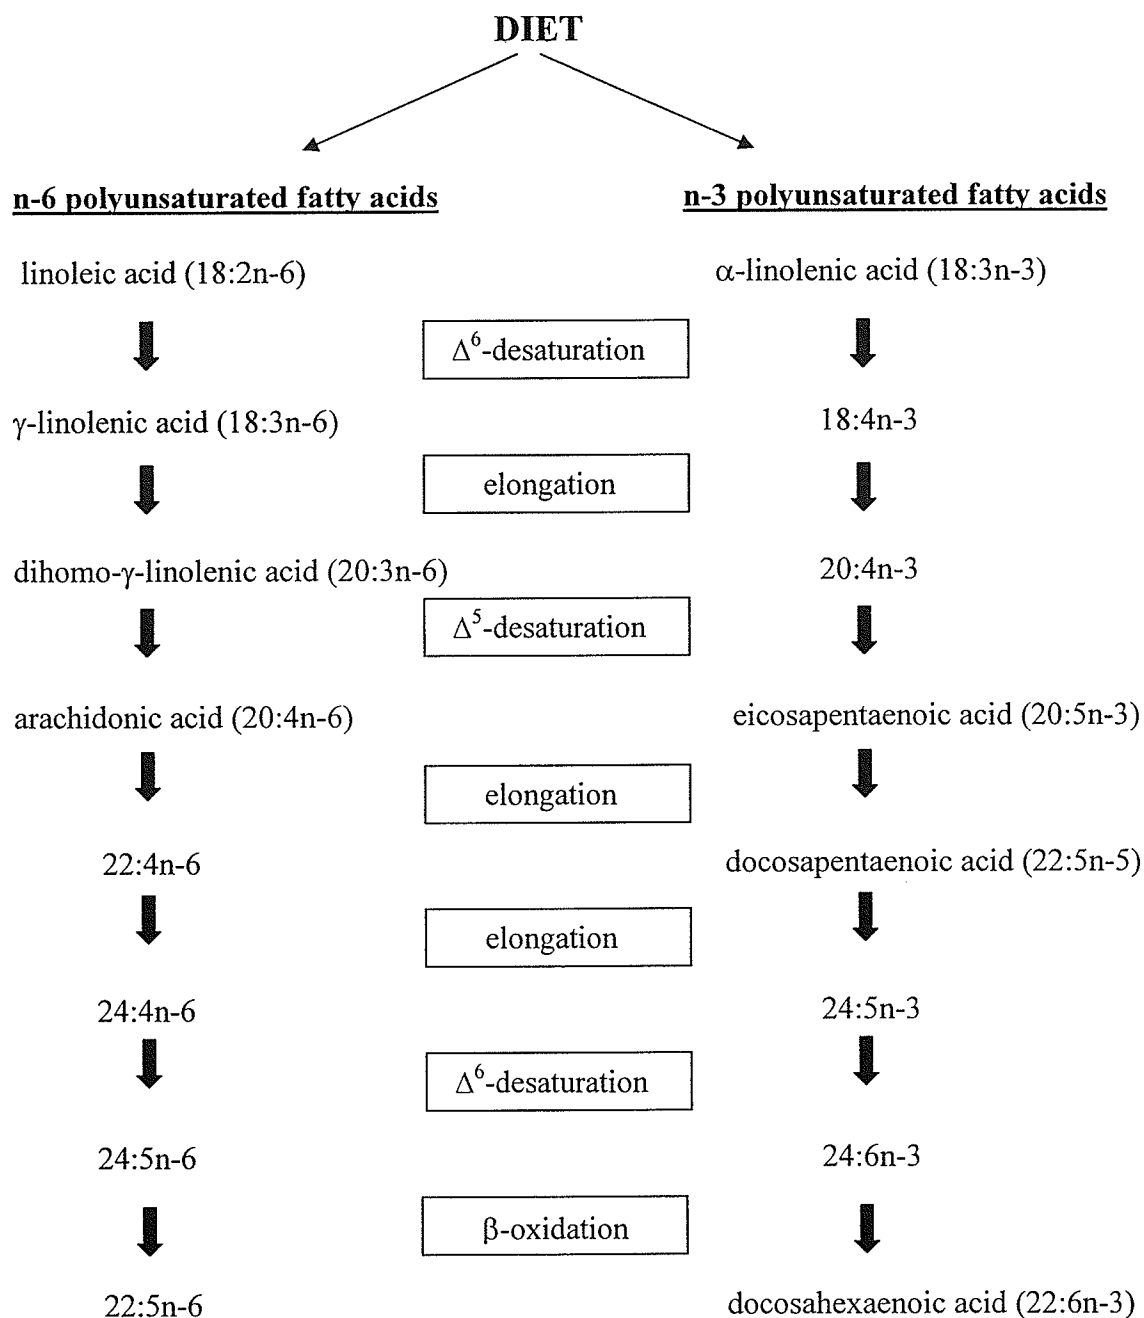 DIET
n-6 polyunsaturated fatty acids
n-3 polyunsaturated fatty acids
linoleic acid (18:2n-6)
α-linolenic acid (18:3n-3)
Δ⁶-desaturation
γ-linolenic acid (18:3n-6)
18:4n-3
elongation
dihomo-γ-linolenic acid (20:3n-6)
20:4n-3
Δ⁵-desaturation
arachidonic acid (20:4n-6)
eicosapentaenoic acid (20:5n-3)
elongation
22:4n-6
docosapentaenoic acid (22:5n-5)
elongation
24:4n-6
24:5n-3
Δ⁶-desaturation
24:5n-6
24:6n-3
β-oxidation
22:5n-6
docosahexaenoic acid (22:6n-3)